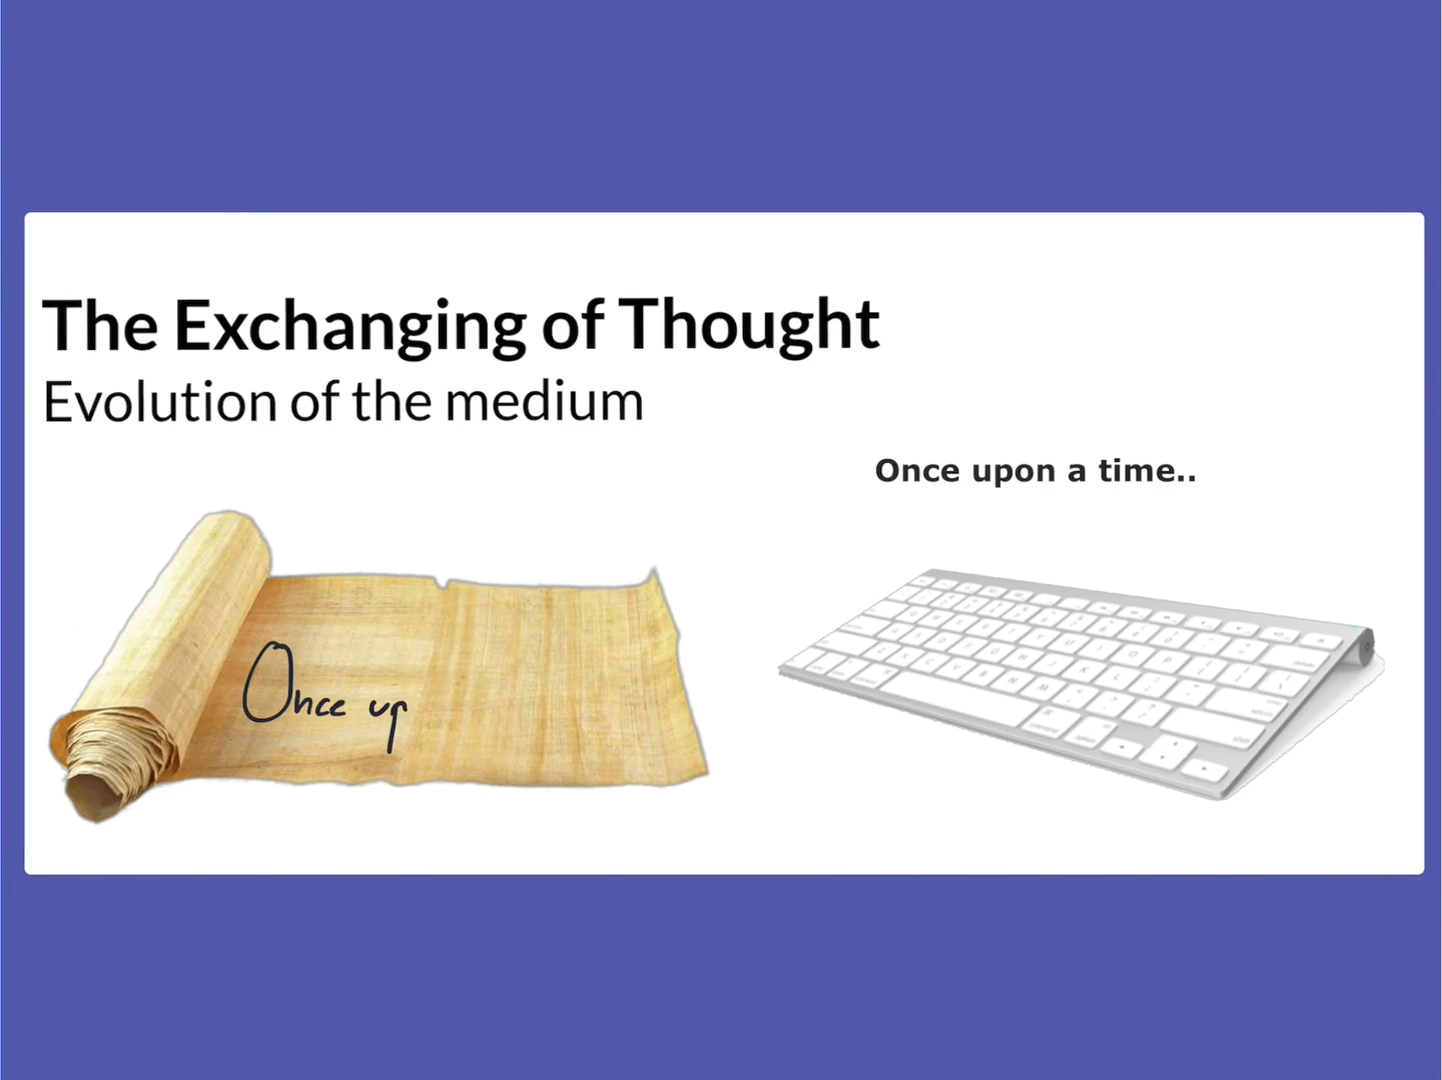 The Exchanging of Thought
Evolution of the medium
Once upon a time..
Once up